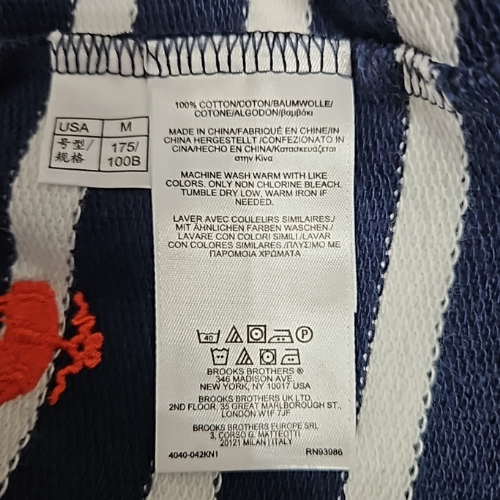 USA M
号型/规格 175/100B
100% COTTON/COTON/BAUMWOLLE/
COTONE/ALGODON/βαμβάκι
MADE IN CHINA/FABRIQUÉ EN CHINE/IN
CHINA HERGESTELLT /CONFEZIONATO IN
CINA/HECHO EN CHINA/Κατασκευάζεται
στην Κίνα
MACHINE WASH WARM WITH LIKE
COLORS. ONLY NON CHLORINE BLEACH.
TUMBLE DRY LOW, WARM IRON IF
NEEDED.
LAVER AVEC COULEURS SIMILAIRES./
MIT ÄHNLICHEN FARBEN WASCHEN./
LAVARE CON COLORI SIMILI./LAVAR
CON COLORES SIMILARES./ΠΛΥΣΙΜΟ ΜΕ
ΠΑΡΟΜΟΙΑ ΧΡΩΜΑΤΑ
40 P
BROOKS BROTHERS ®
346 MADISON AVE.
NEW YORK, NY 10017 USA
BROOKS BROTHERS UK LTD.
2ND FLOOR, 35 GREAT MARLBOROUGH ST.,
LONDON W1F 7JF
BROOKS BROTHERS EUROPE SRL
3, CORSO G. MATTEOTTI
20121 MILAN | ITALY
4040-042KN1 RN93986